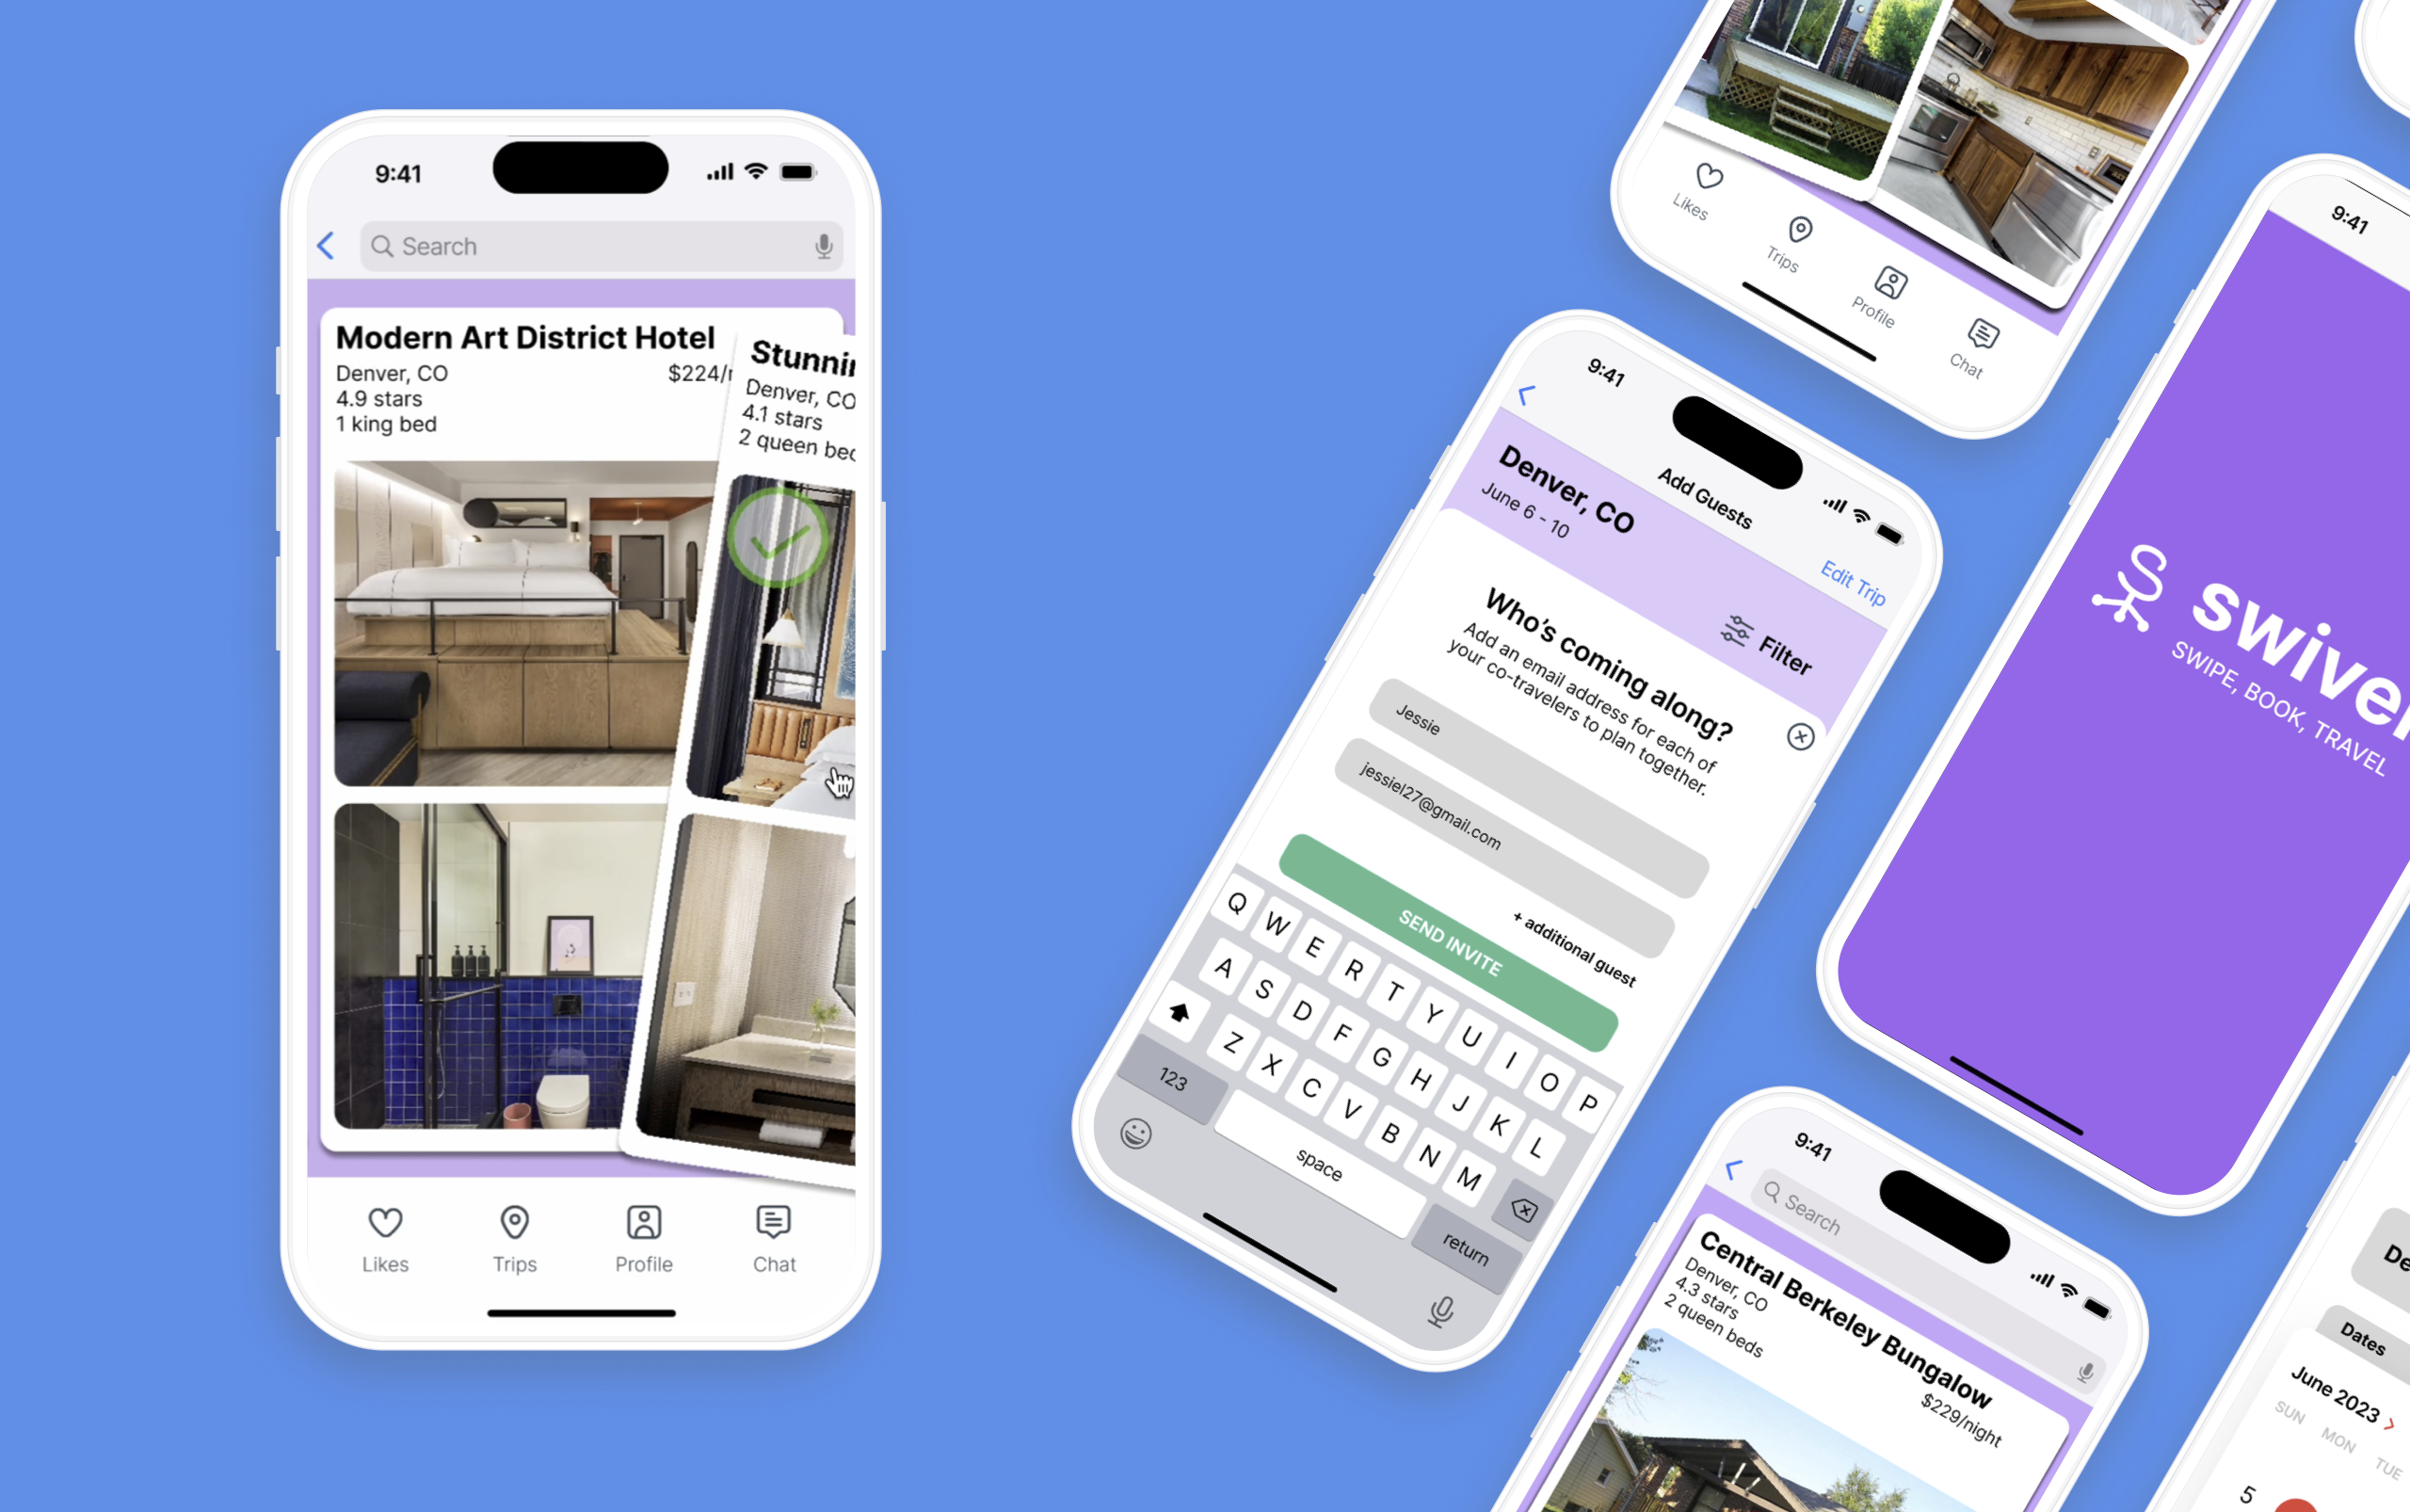 9:41
Search
Modern Art District Hotel
Denver, CO
$224/
4.9 stars
1 king bed
Denver, CO
4.1 stars
2 queen
Likes
Trips
Profile
Chat
Likes
Trips
Profile
Chat
9:41
Add Guests
Edit Trip
Denver, CO
June 6 - 10
Filter
Who's coming along?
Add an email address for each of
your co-travelers to plan together.
Jessie
jessiel27@gmail.com
+ additional guest
SEND INVITE
Q W E R T Y U I O P
A S D F G H J K L
Z X C V B N M
123
space
return
9:41
SWIPE, BOOK, TRAVEL
9:41
Search
Central Berkeley Bungalow
Denver, CO
$229/night
4.3 stars
2 queen beds
Dates
June 2023
SUN MON TUE
5